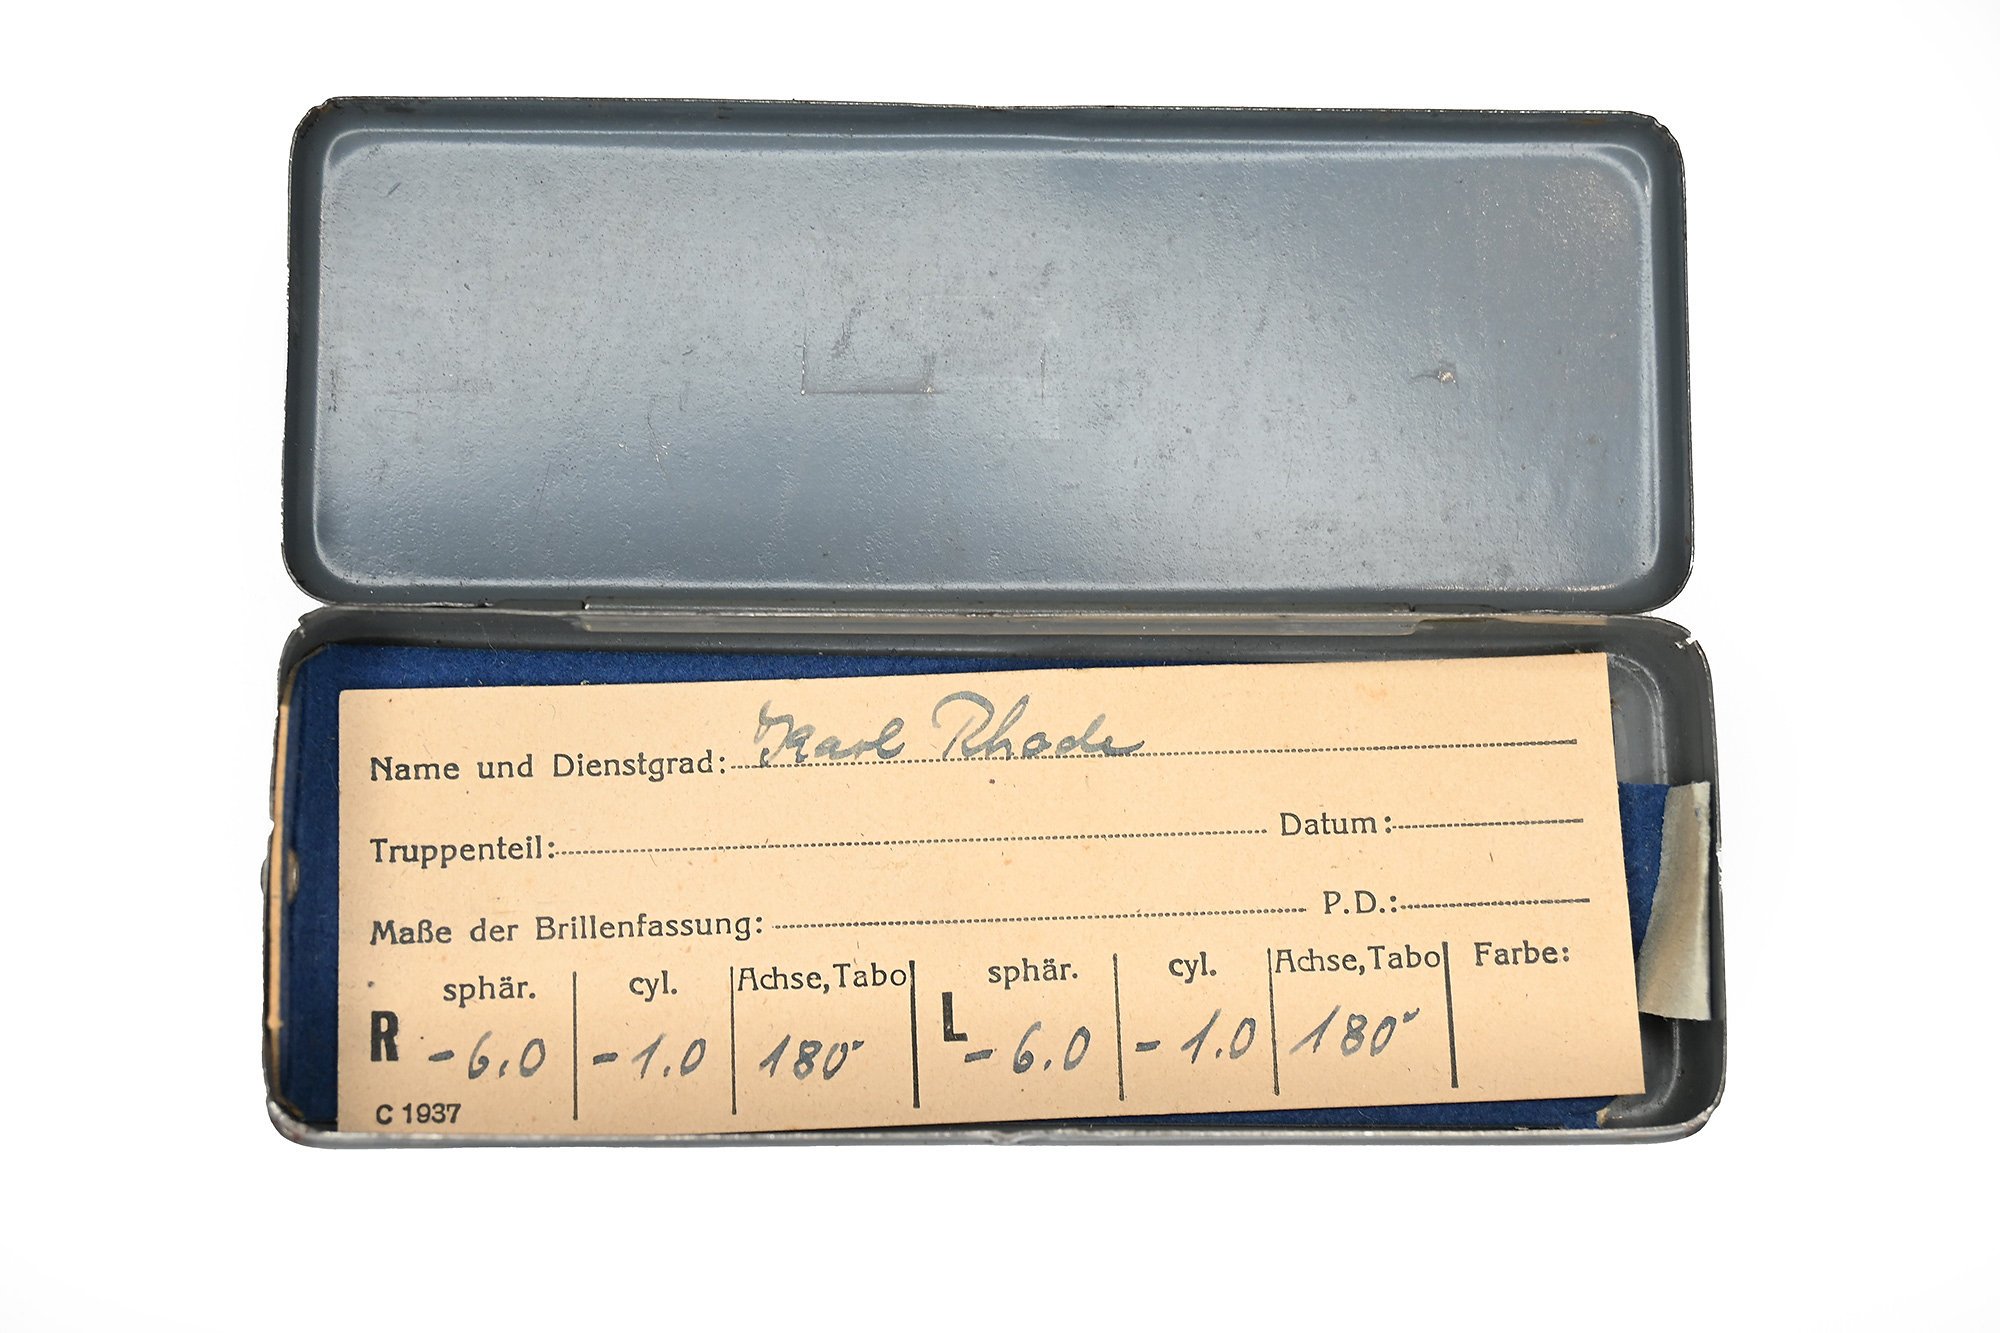 Name und Dienstgrad: Karl Rhode
Truppenteil: Datum:
Maße der Brillenfassung: P.D.:
sphär. cyl. Achse, Tabo sphär. cyl. Achse, Tabo Farbe:
R -6.0 -1.0 180° L -6.0 -1.0 180°
C 1937